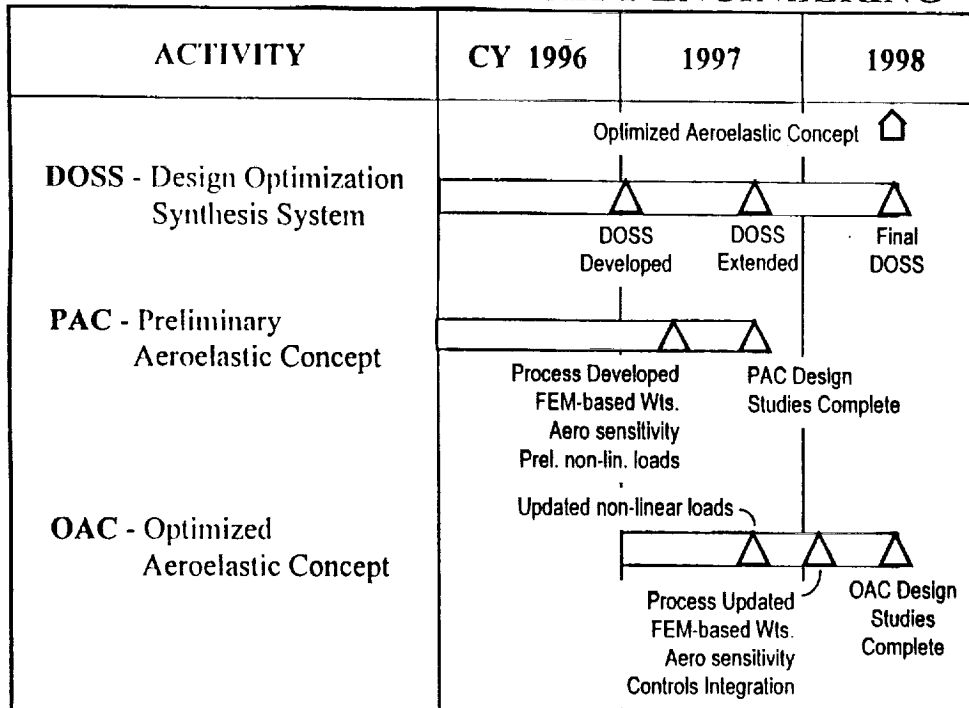 ENGINEERING
ACTIVITY
CY 1996
1997
1998
Optimized Aeroelastic Concept
DOSS - Design Optimization
Synthesis System
DOSS
Developed
DOSS
Extended
Final
DOSS
PAC - Preliminary
Aeroelastic Concept
Process Developed
FEM-based Wts.
Aero sensitivity
Prel. non-lin. loads
PAC Design
Studies Complete
OAC - Optimized
Aeroelastic Concept
Updated non-linear loads
Process Updated
FEM-based Wts.
Aero sensitivity
Controls Integration
OAC Design
Studies
Complete